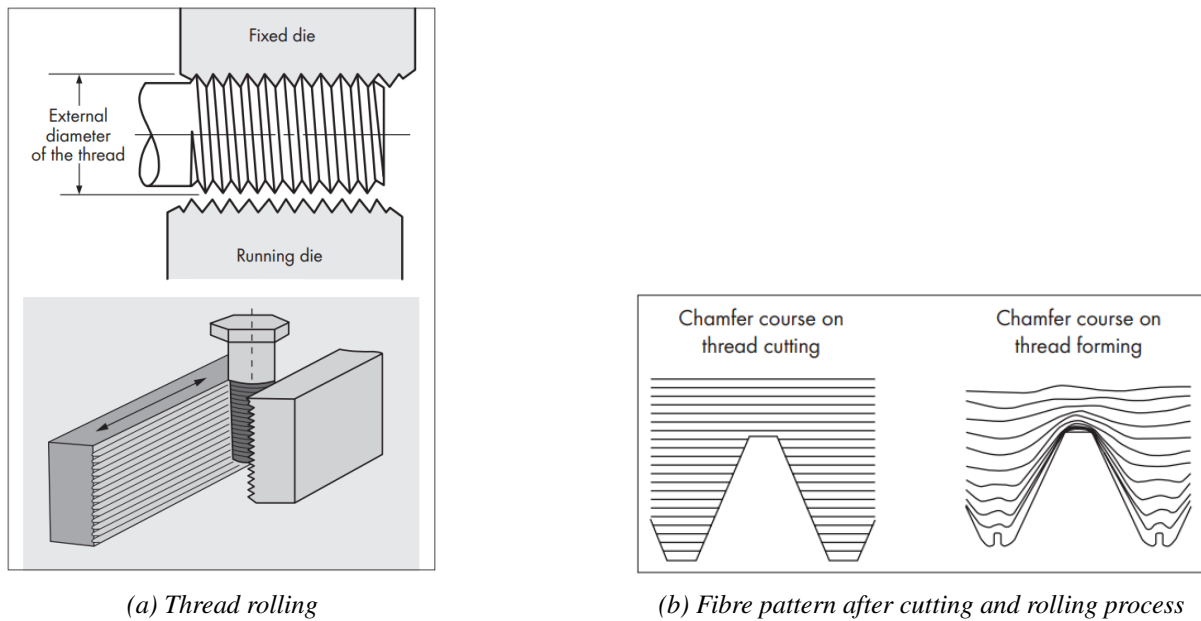 Fixed die
External
diameter
of the thread
Running die
Chamfer course on
thread cutting
Chamfer course on
thread forming
(a) Thread rolling
(b) Fibre pattern after cutting and rolling process